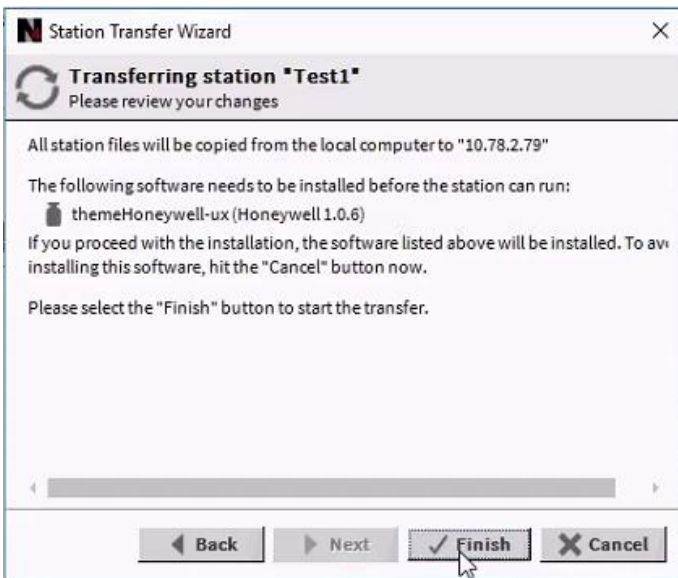 Station Transfer Wizard
Transferring station "Test1"
Please review your changes
All station files will be copied from the local computer to "10.78.2.79"
The following software needs to be installed before the station can run:
themeHoneywell-ux (Honeywell 1.0.6)
If you proceed with the installation, the software listed above will be installed. To
installing this software, hit the "Cancel" button now.
Please select the "Finish" button to start the transfer.
Back Next Finish Cancel